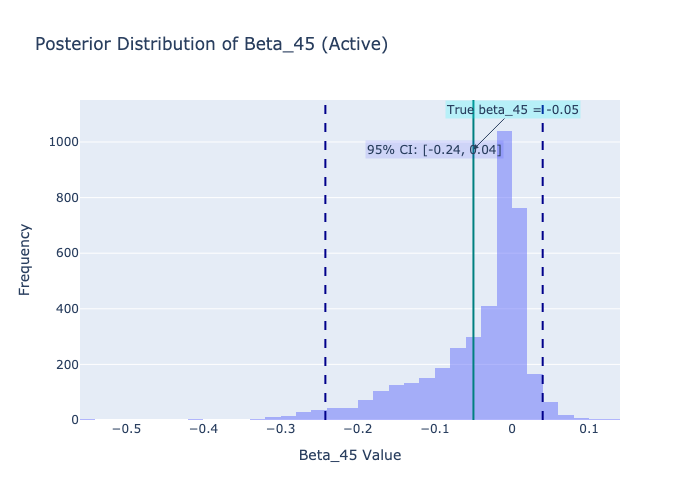 Posterior Distribution of Beta_45 (Active)
True beta_45 = -0.05
95% CI: [-0.24, 0.04]
Frequency
1000
800
600
400
200
0
−0.5
−0.4
−0.3
−0.2
−0.1
0
0.1
Beta_45 Value